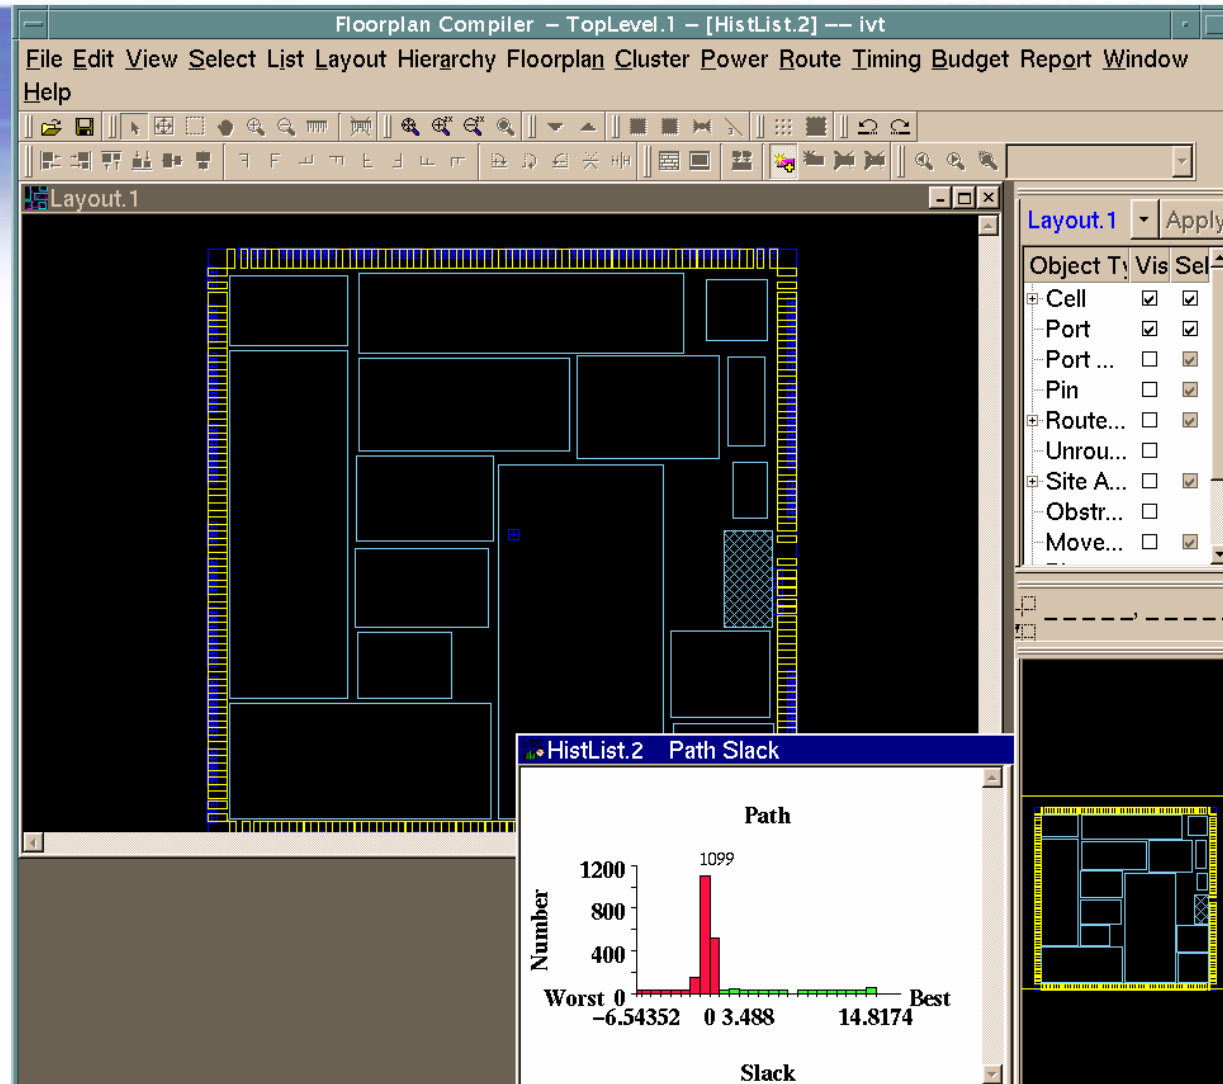 Floorplan Compiler – TopLevel.1 – [HistList.2] –– ivt
File Edit View Select List Layout Hierarchy Floorplan Cluster Power Route Timing Budget Report Window
Help
Layout.1
Layout.1 Apply
Object Ty Vis Sel
Cell
Port
Port ...
Pin
Route...
Unrou...
Site A...
Obstr...
Move...
HistList.2 Path Slack
Path
1099
1200
800
400
0
Number
Worst Best
−6.54352 0 3.488 14.8174
Slack